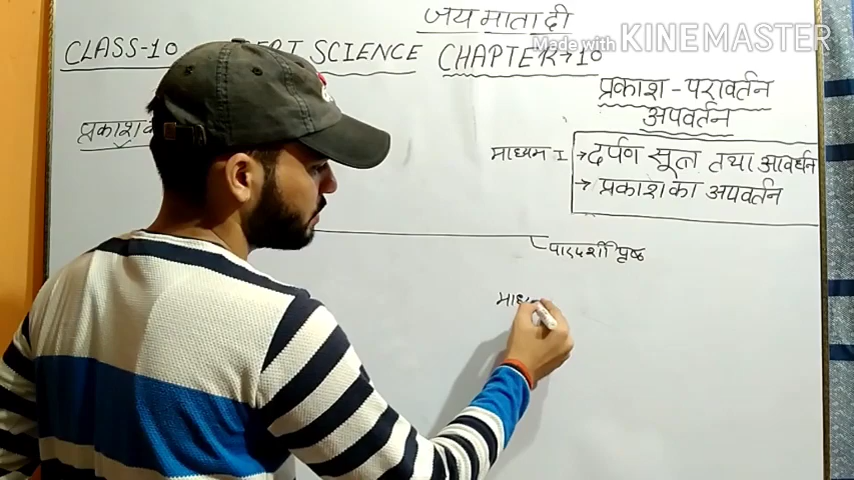 जय माता दी
CLASS-10 SCIENCE CHAPTER→10
Made with KINEMASTER
प्रकाश-परावर्तन
अपवर्तन
प्रकाश
माध्यम I →दर्पण सूत्र तथा आवर्धन
→ प्रकाश का अपवर्तन
पारदर्शी पृष्ठ